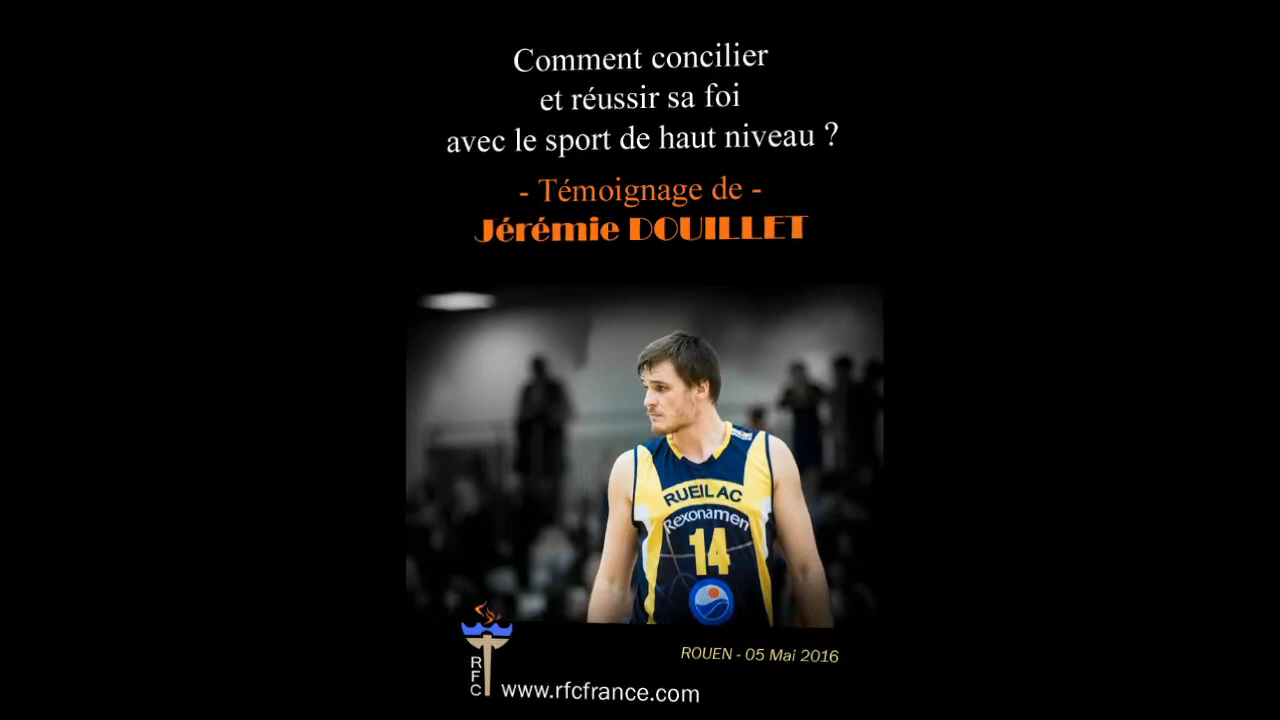 Comment concilier
et réussir sa foi
avec le sport de haut niveau ?
- Témoignage de -
Jérémie DOUILLET
RUEIL AC
Rexonamen
14
ROUEN - 05 Mai 2016
RFC
www.rfcfrance.com